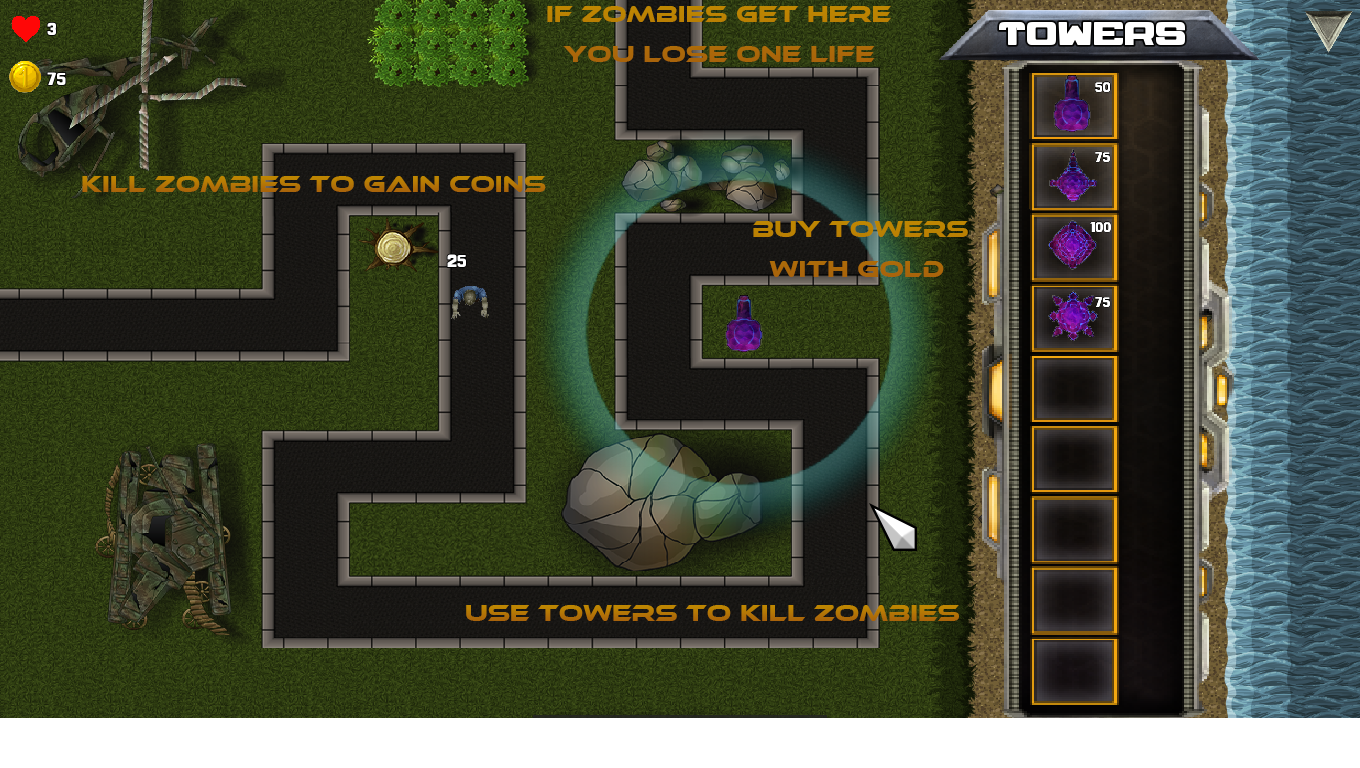 3
75
IF ZOMBIES GET HERE
YOU LOSE ONE LIFE
TOWERS
KILL ZOMBIES TO GAIN COINS
25
BUY TOWERS
WITH GOLD
USE TOWERS TO KILL ZOMBIES
50
75
100
75